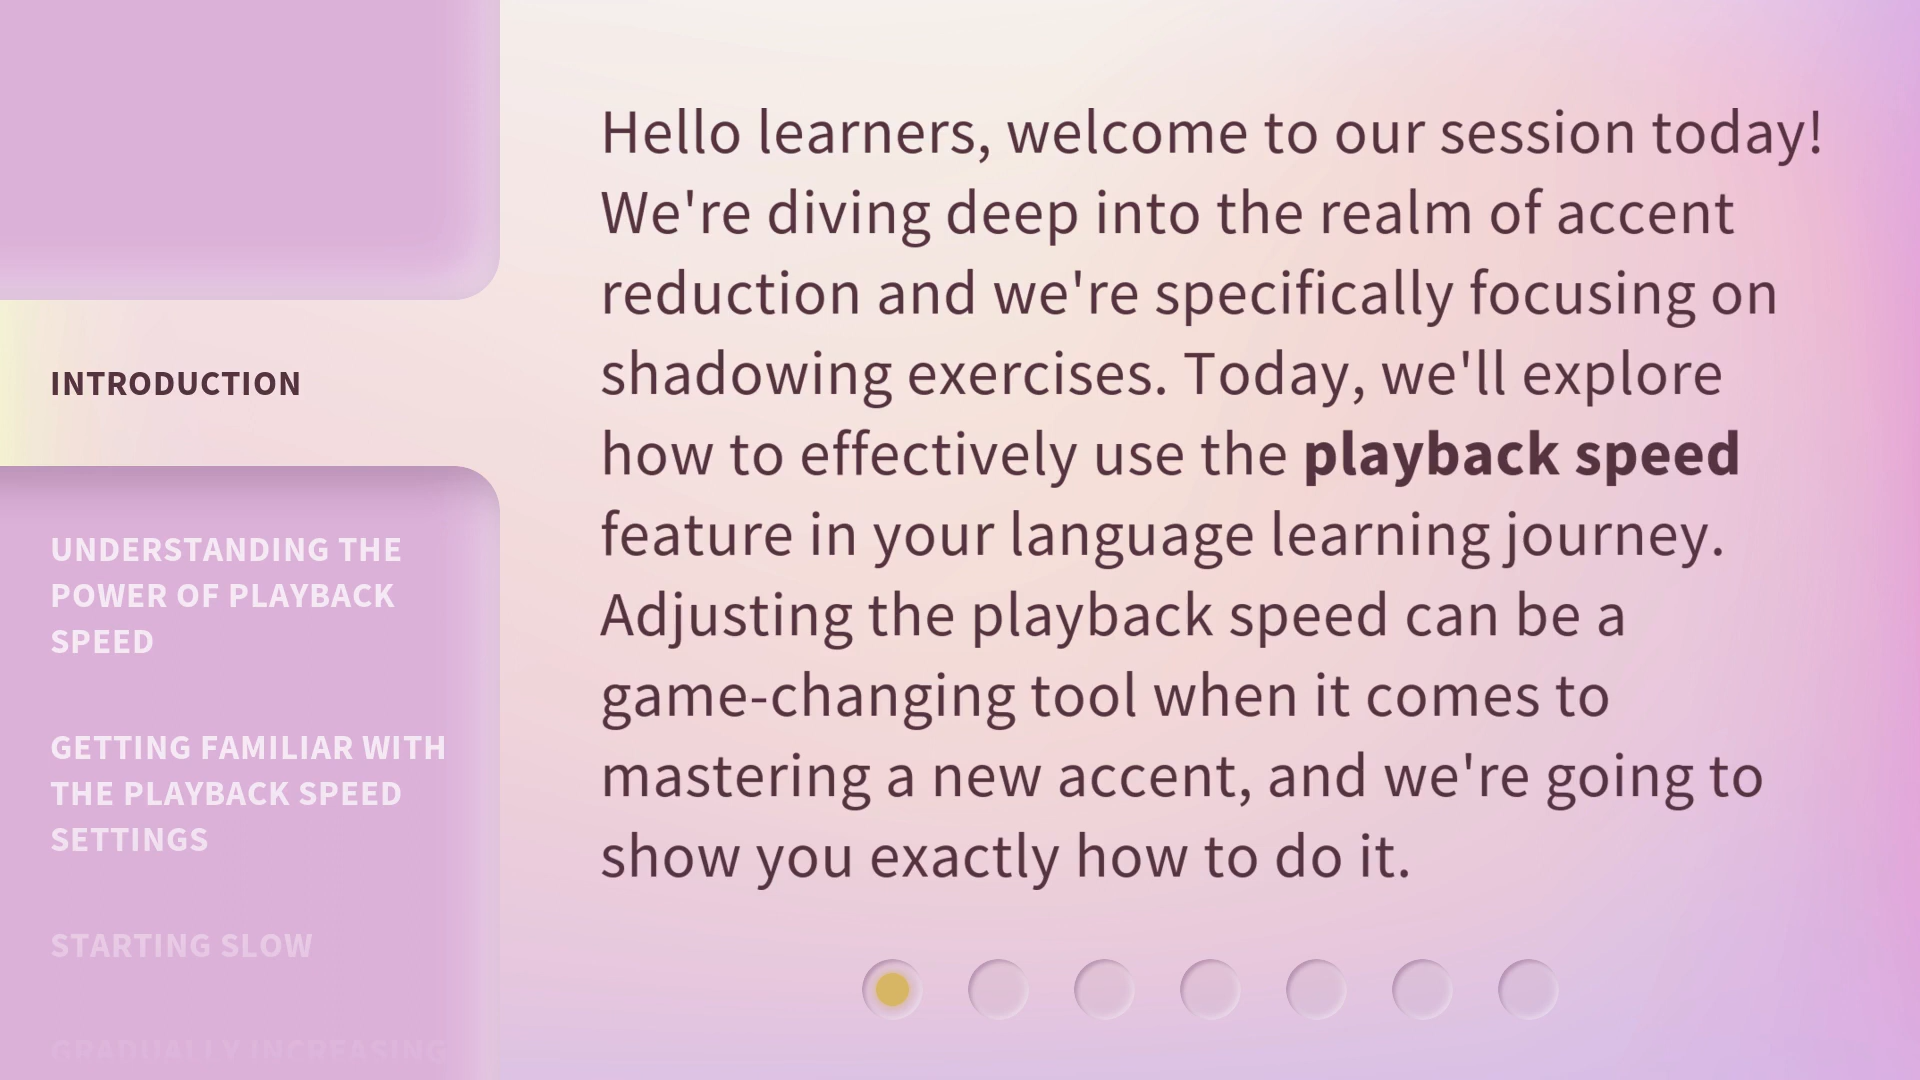 INTRODUCTION
UNDERSTANDING THE
POWER OF PLAYBACK
SPEED
GETTING FAMILIAR WITH
THE PLAYBACK SPEED
SETTINGS
STARTING SLOW
GRADUALLY INCREASING
Hello learners, welcome to our session today!
We're diving deep into the realm of accent
reduction and we're specifically focusing on
shadowing exercises. Today, we'll explore
how to effectively use the playback speed
feature in your language learning journey.
Adjusting the playback speed can be a
game-changing tool when it comes to
mastering a new accent, and we're going to
show you exactly how to do it.